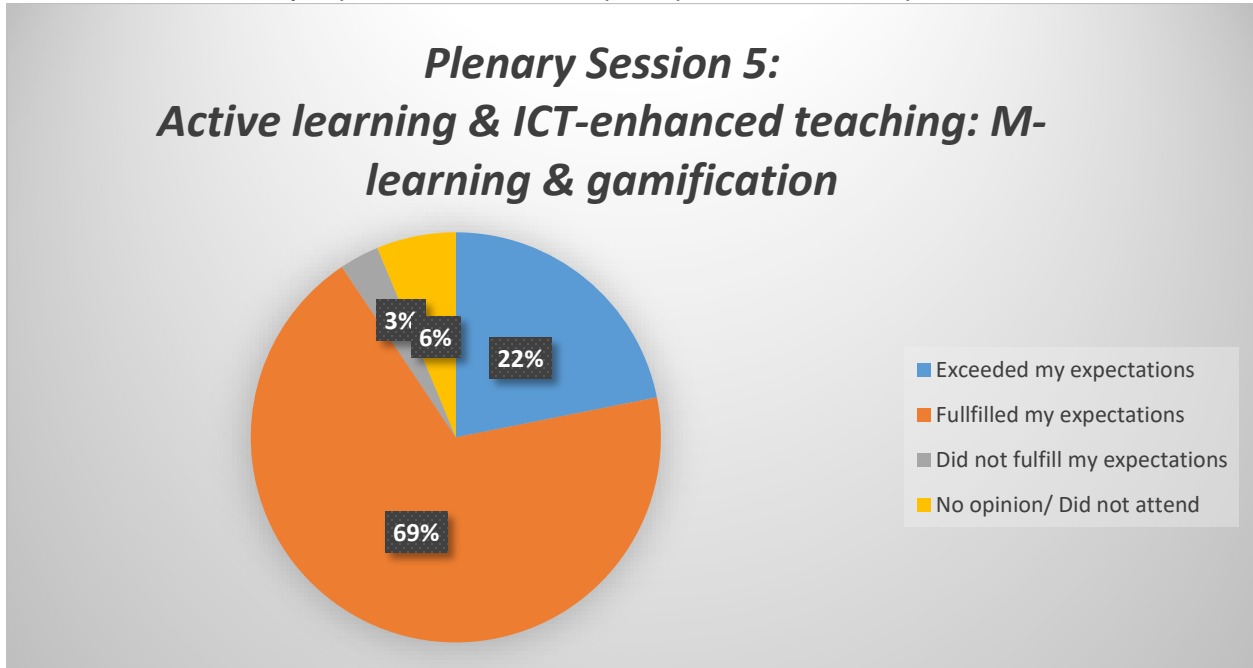 Plenary Session 5:
Active learning & ICT-enhanced teaching: M-
learning & gamification
3%
6%
22%
69%
Exceeded my expectations
Fullfilled my expectations
Did not fulfill my expectations
No opinion/ Did not attend